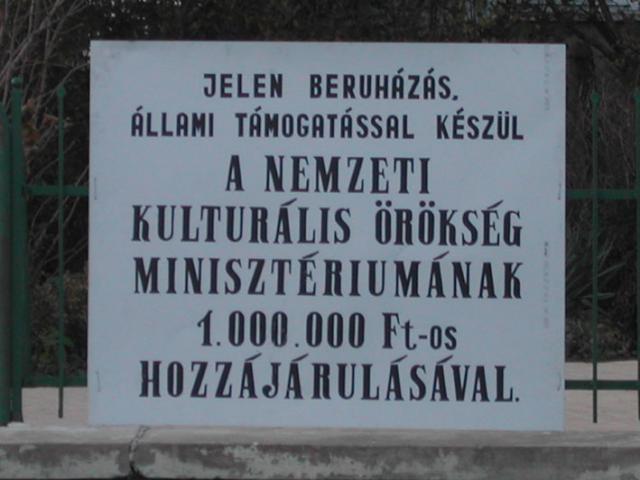 JELEN BERUHÁZÁS.
ÁLLAMI TÁMOGATÁSSAL KÉSZÜL
A NEMZETI
KULTURÁLIS ÖRÖKSÉG
MINISZTÉRIUMÁNAK
1.000.000 Ft-os
HOZZÁJÁRULÁSÁVAL.